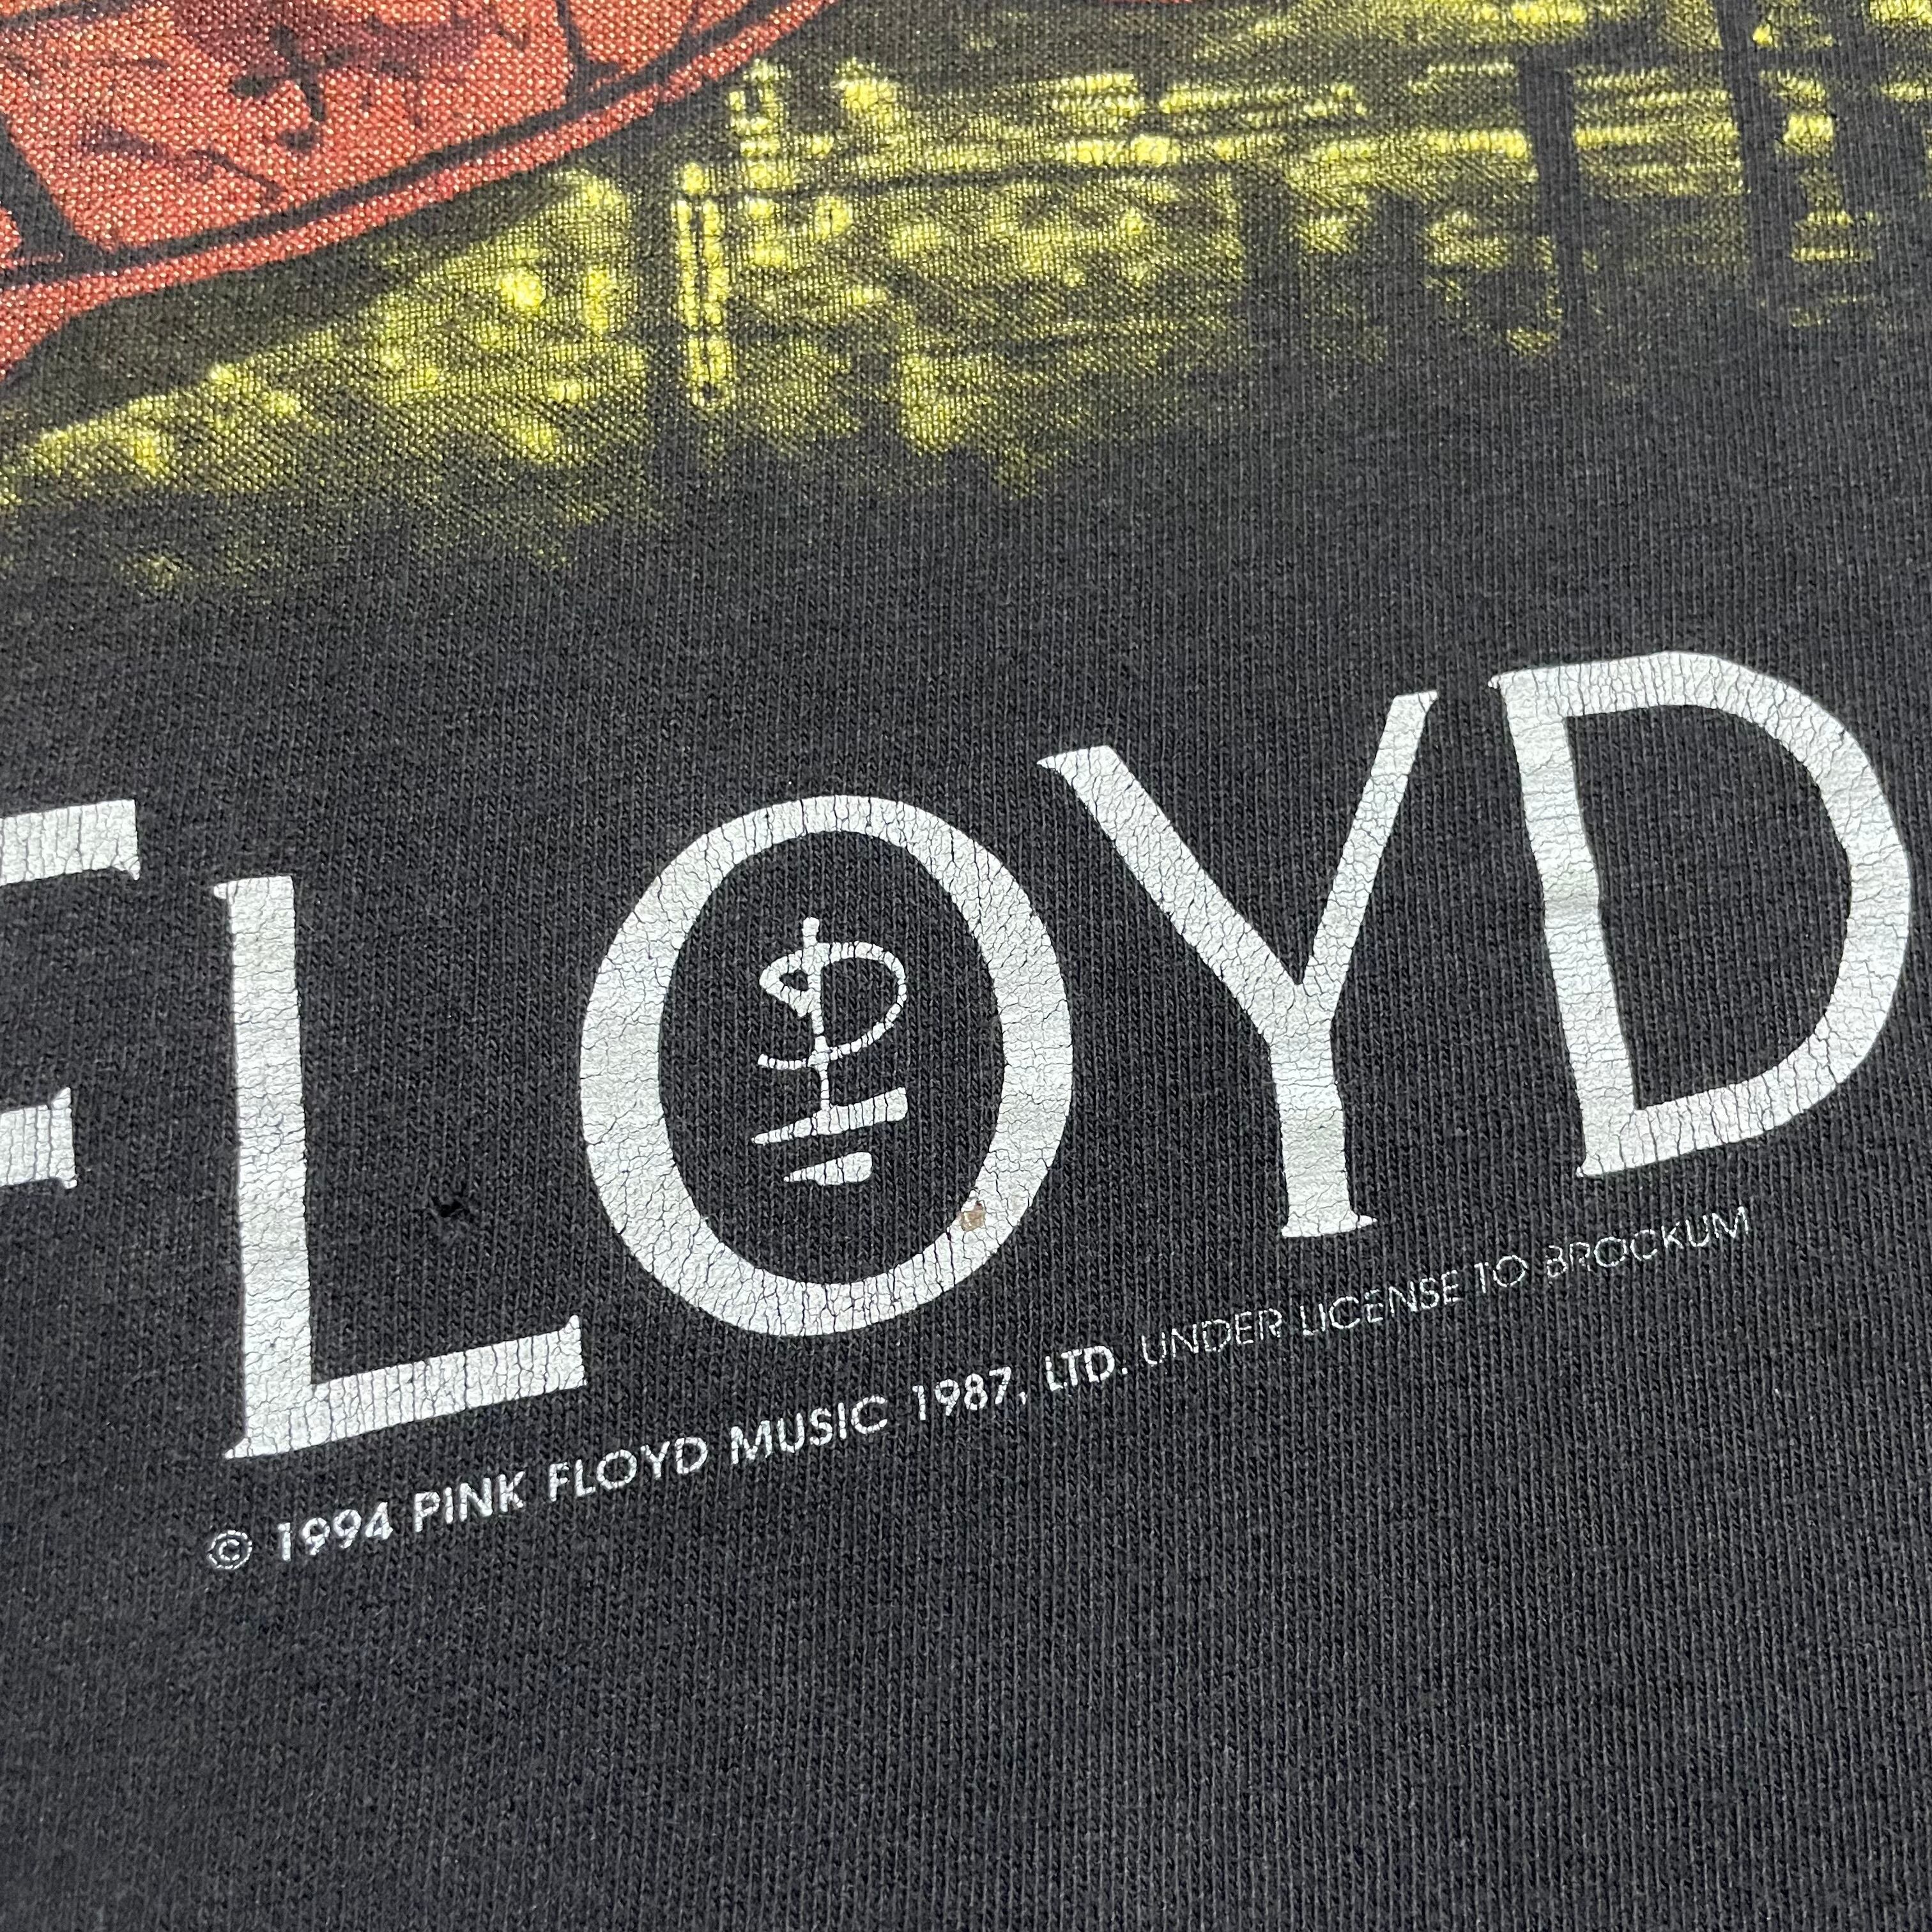 FLOYD
© 1994 PINK FLOYD MUSIC 1987, LTD. UNDER LICENSE TO BROCKUM